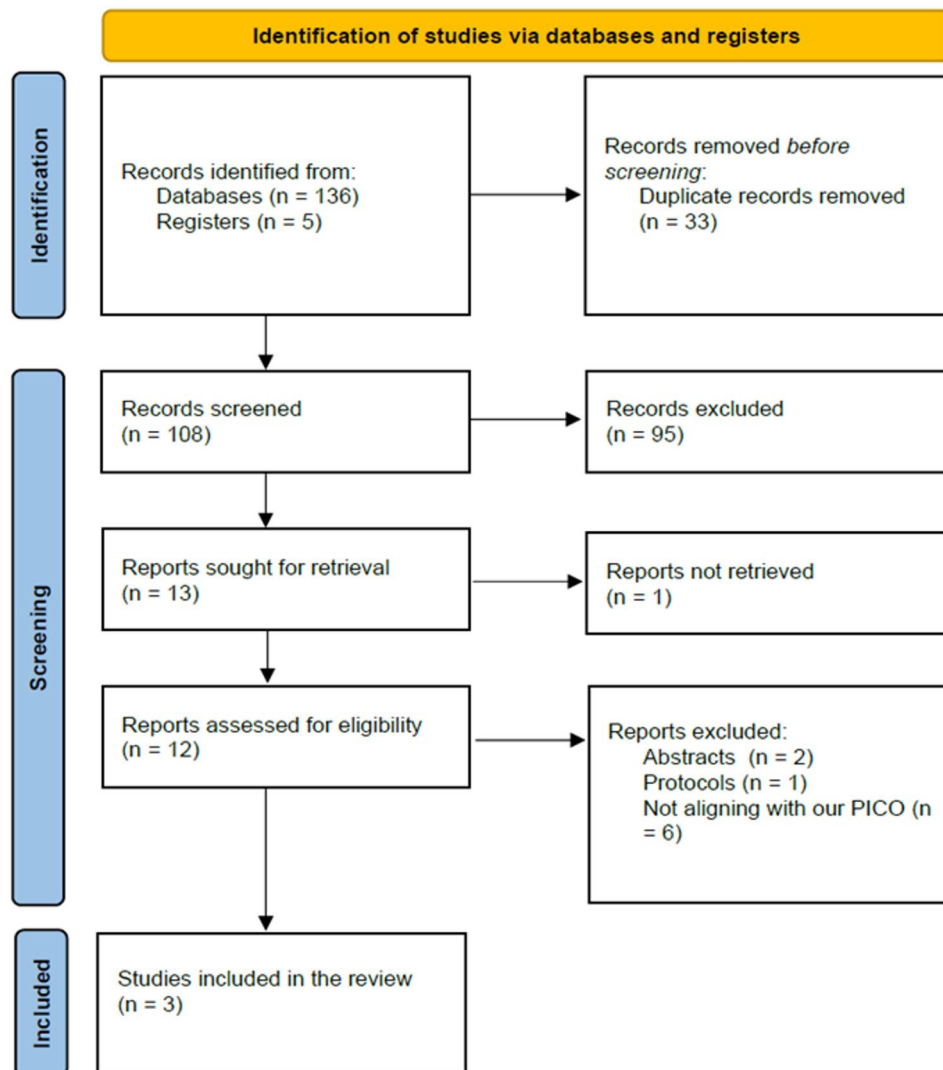 Identification of studies via databases and registers
Identification
Records identified from:
Databases (n = 136)
Registers (n = 5)
Records removed before
screening:
Duplicate records removed
(n = 33)
Screening
Records screened
(n = 108)
Records excluded
(n = 95)
Reports sought for retrieval
(n = 13)
Reports not retrieved
(n = 1)
Reports assessed for eligibility
(n = 12)
Reports excluded:
Abstracts (n = 2)
Protocols (n = 1)
Not aligning with our PICO (n
= 6)
Included
Studies included in the review
(n = 3)